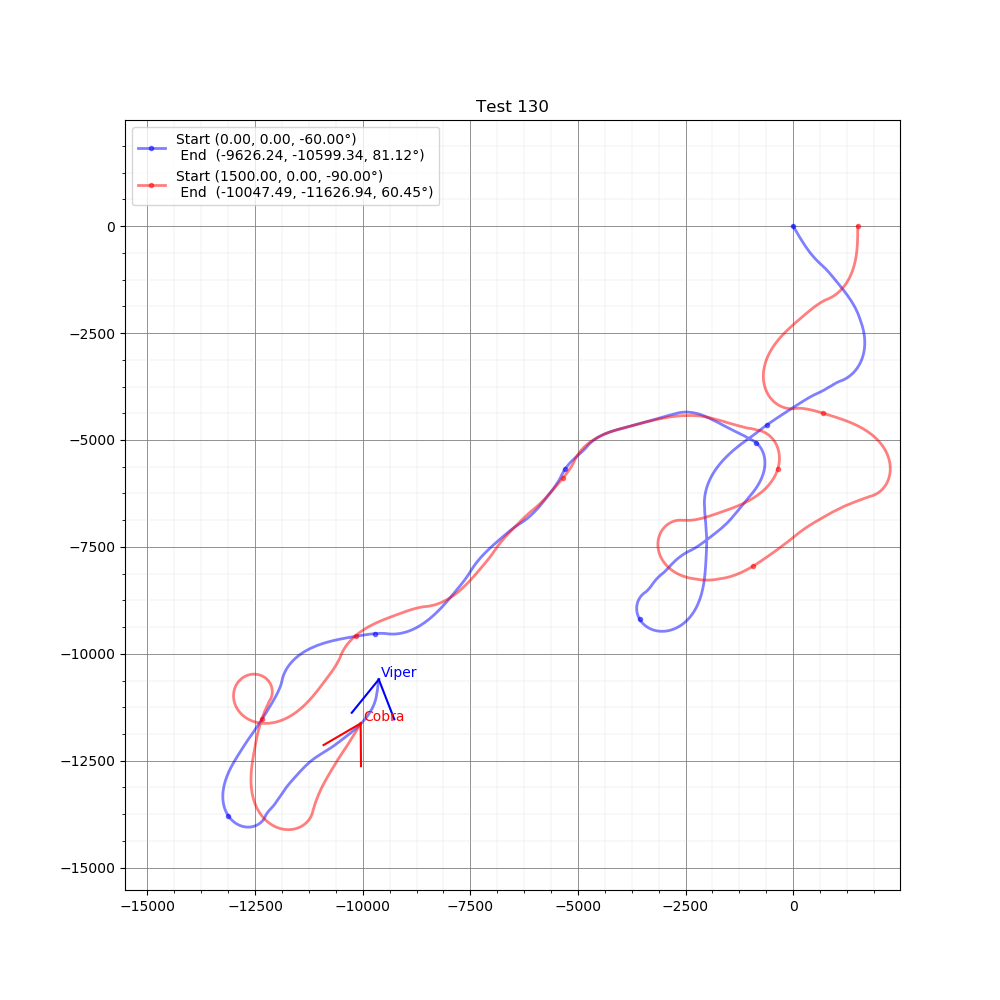 Test 130
Start (0.00, 0.00, -60.00°)
End (-9626.24, -10599.34, 81.12°)
Start (1500.00, 0.00, -90.00°)
End (-10047.49, -11626.94, 60.45°)
0
−2500
−5000
−7500
−10000
−12500
−15000
Viper
Cobra
−15000 −12500 −10000 −7500 −5000 −2500 0